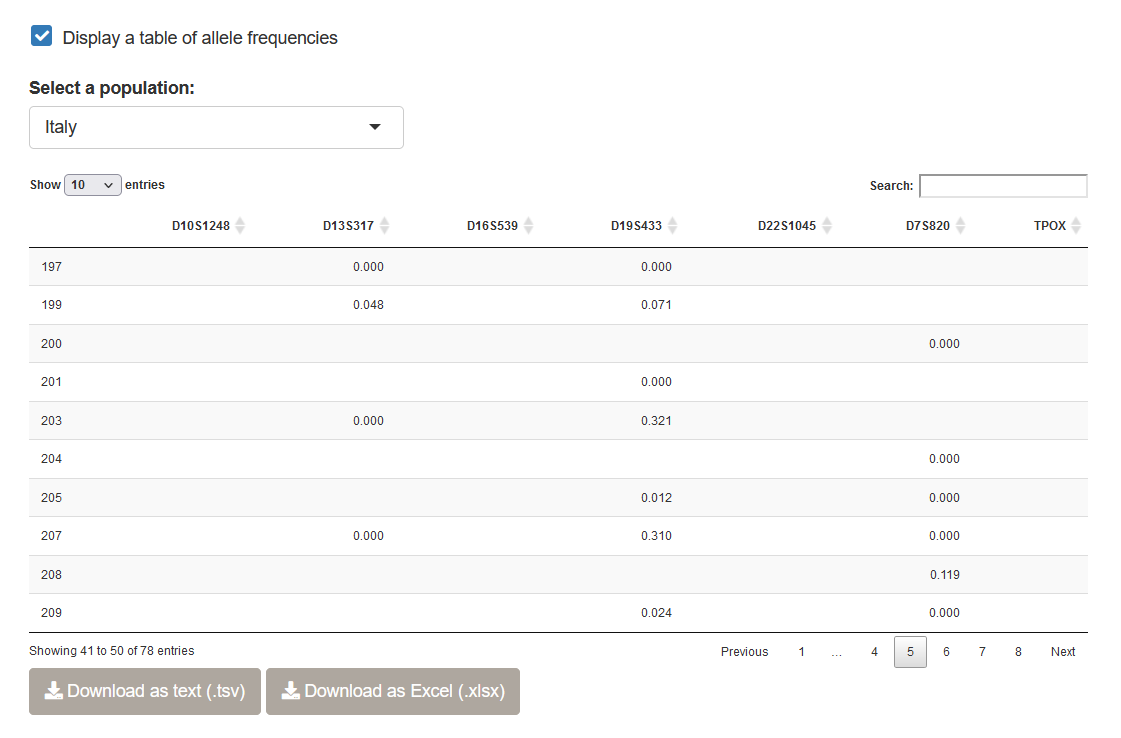 Display a table of allele frequencies
Select a population:
Italy
Show 10 entries Search:
D10S1248 D13S317 D16S539 D19S433 D22S1045 D7S820 TPOX
197 0.000 0.000
199 0.048 0.071
200 0.000
201 0.000
203 0.000 0.321
204 0.000
205 0.012 0.000
207 0.000 0.310 0.000
208 0.119
209 0.024 0.000
Showing 41 to 50 of 78 entries Previous 1 ... 4 5 6 7 8 Next
Download as text (.tsv) Download as Excel (.xlsx)